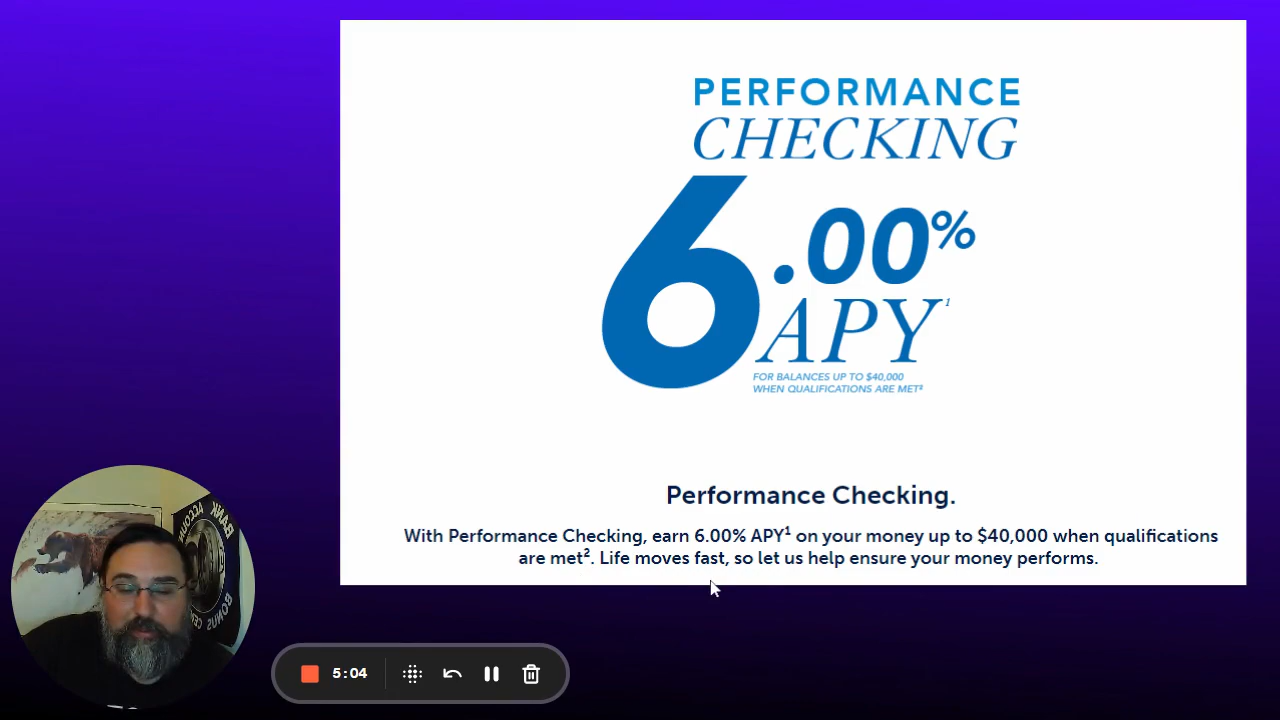 PERFORMANCE
CHECKING
6.00%
APY1
FOR BALANCES UP TO $40,000
WHEN QUALIFICATIONS ARE MET2
Performance Checking.
With Performance Checking, earn 6.00% APY1 on your money up to $40,000 when qualifications
are met2. Life moves fast, so let us help ensure your money performs.
BANK
BONUS
5:04